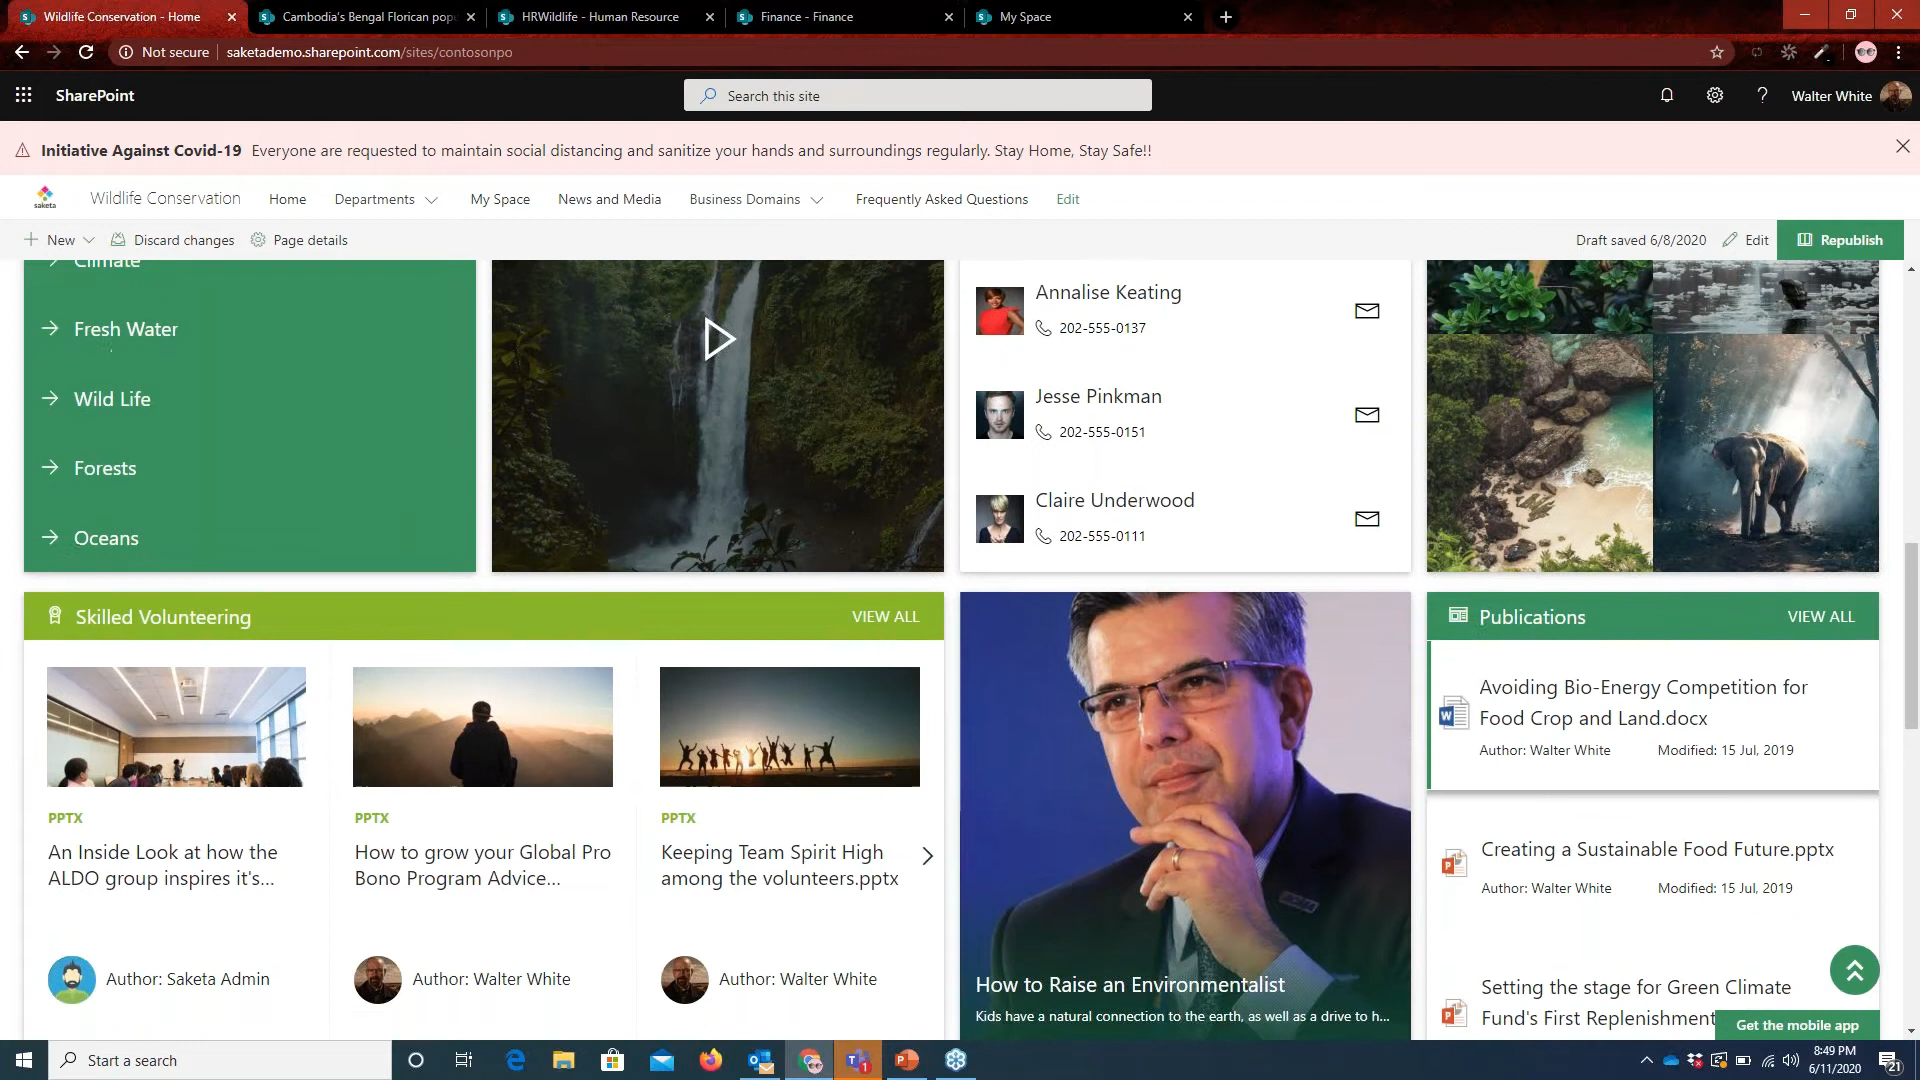 Wildlife Conservation - Home
Cambodia's Bengal Florican pop
HRWildlife - Human Resource
Finance - Finance
My Space
Not secure
saketademo.sharepoint.com/sites/contosonpo
SharePoint
Search this site
Walter White
Initiative Against Covid-19 Everyone are requested to maintain social distancing and sanitize your hands and surroundings regularly. Stay Home, Stay Safe!!
saketa
Wildlife Conservation
Home
Departments
My Space
News and Media
Business Domains
Frequently Asked Questions
Edit
New
Discard changes
Page details
Draft saved 6/8/2020
Edit
Republish
Climate
Fresh Water
Wild Life
Forests
Oceans
Annalise Keating
202-555-0137
Jesse Pinkman
202-555-0151
Claire Underwood
202-555-0111
Skilled Volunteering
VIEW ALL
PPTX
An Inside Look at how the
ALDO group inspires it's...
Author: Saketa Admin
PPTX
How to grow your Global Pro
Bono Program Advice...
Author: Walter White
PPTX
Keeping Team Spirit High
among the volunteers.pptx
Author: Walter White
How to Raise an Environmentalist
Kids have a natural connection to the earth, as well as a drive to h...
Publications
VIEW ALL
Avoiding Bio-Energy Competition for
Food Crop and Land.docx
Author: Walter White
Modified: 15 Jul, 2019
Creating a Sustainable Food Future.pptx
Author: Walter White
Modified: 15 Jul, 2019
Setting the stage for Green Climate
Fund's First Replenishment
Get the mobile app
Start a search
1
8:49 PM
6/11/2020
21